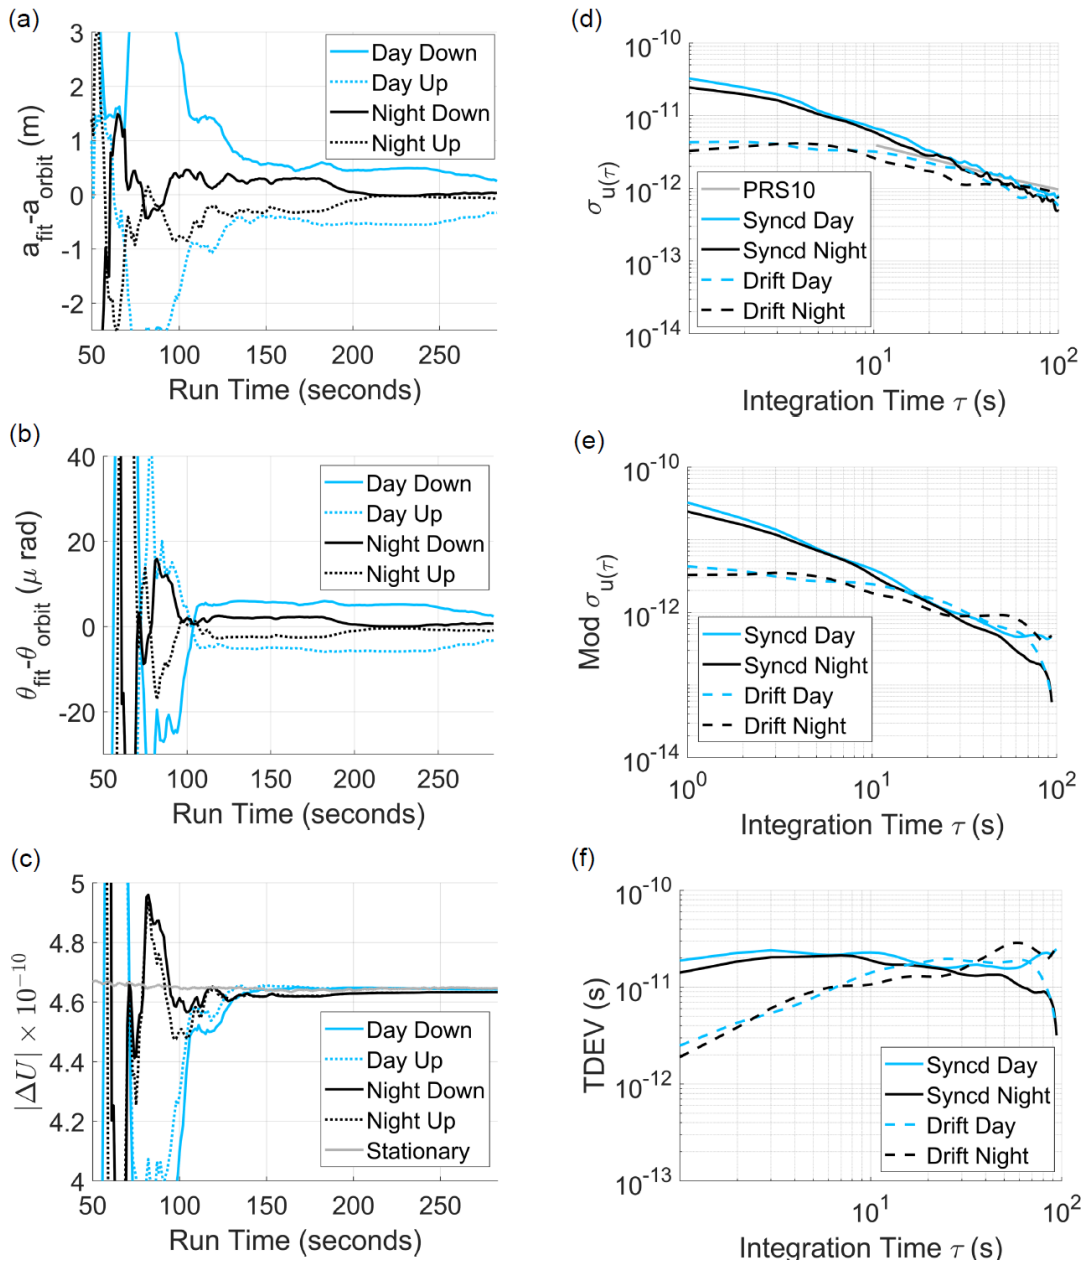 (a)
a_fit-a_orbit (m)
3
2
1
0
-1
-2
50 100 150 200 250
Run Time (seconds)
Day Down
Day Up
Night Down
Night Up
(b)
θ_fit-θ_orbit (μ rad)
40
20
0
-20
50 100 150 200 250
Run Time (seconds)
Day Down
Day Up
Night Down
Night Up
(c)
|ΔU| × 10^-10
5
4.8
4.6
4.4
4.2
4
50 100 150 200 250
Run Time (seconds)
Day Down
Day Up
Night Down
Night Up
Stationary
(d)
σ_u(τ)
10^-10
10^-11
10^-12
10^-13
10^-14
10^1 10^2
Integration Time τ (s)
PRS10
Syncd Day
Syncd Night
Drift Day
Drift Night
(e)
Mod σ_u(τ)
10^-10
10^-12
10^-14
10^0 10^1 10^2
Integration Time τ (s)
Syncd Day
Syncd Night
Drift Day
Drift Night
(f)
TDEV (s)
10^-10
10^-11
10^-12
10^-13
10^1 10^2
Integration Time τ (s)
Syncd Day
Syncd Night
Drift Day
Drift Night